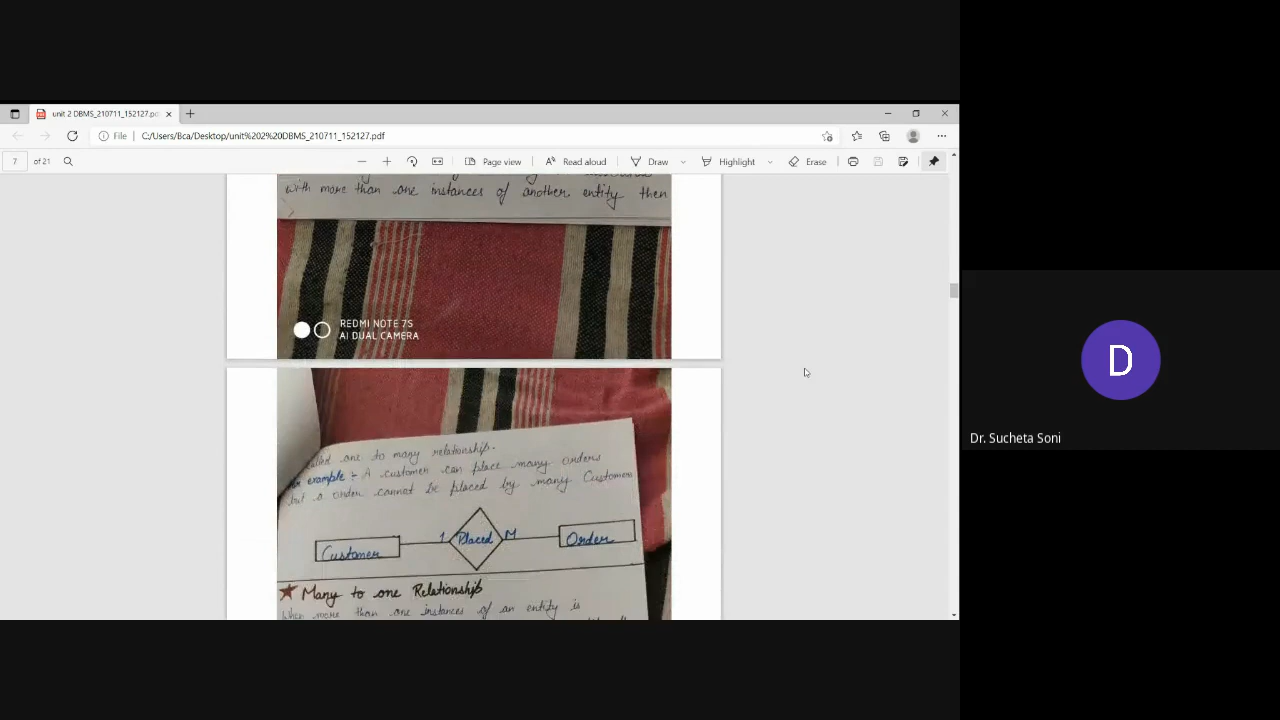 unit 2 DBMS_210711_152127.pd
File
C:/Users/Bca/Desktop/unit%202%20DBMS_210711_152127.pdf
7 of 21
Page view
Read aloud
Draw
Highlight
Erase
with more than one instances of another entity then
REDMI NOTE 7S
AI DUAL CAMERA
called one to many relationship.
example :- A customer can place many orders
but a order cannot be placed by many Customers
Customer 1 Placed M Order
Many to one Relationship
When more than one instances of an entity is
D
Dr. Sucheta Soni